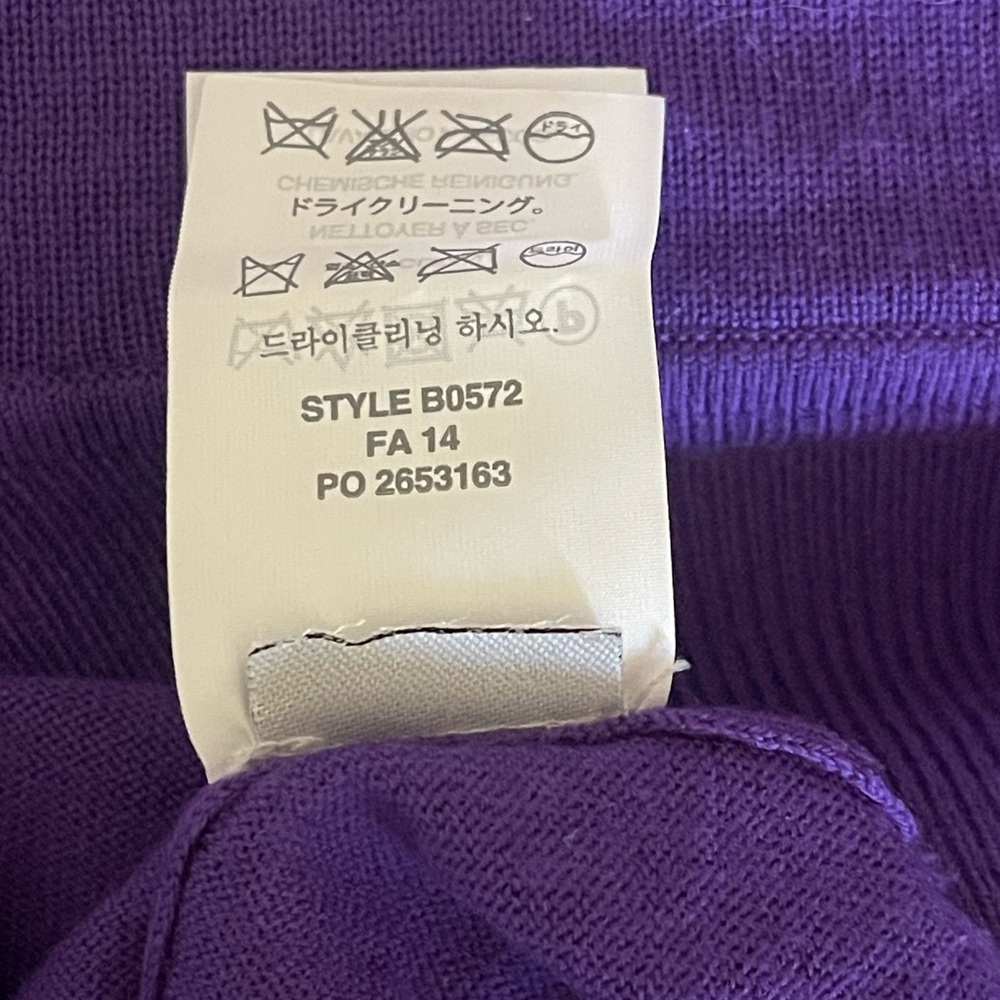 ドライ
CHEMISCHE REINIGUNG.
ドライクリーニング。
NETTOYER À SEC.
드라이
드라이클리닝 하시오.
P
STYLE B0572
FA 14
PO 2653163